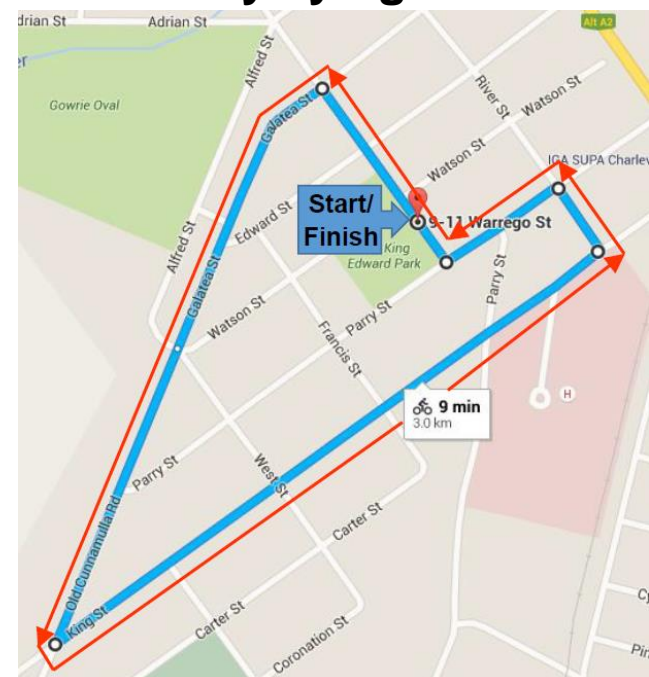 Adrian St
Adrian St
Alt A2
Alfred St
Gowrie Oval
Galatea St
River St
Watson St
IGA SUPA Charlev
Watson St
Start/
Finish
9-11 Warrego St
Edward St
King
Edward Park
Alfred St
Galatea St
Parry St
Watson St
Parry St
Francis St
H
9 min
3.0 km
Parry St
West St
Carter St
Old Cunnamulla Rd
King St
Carter St
Coronation St